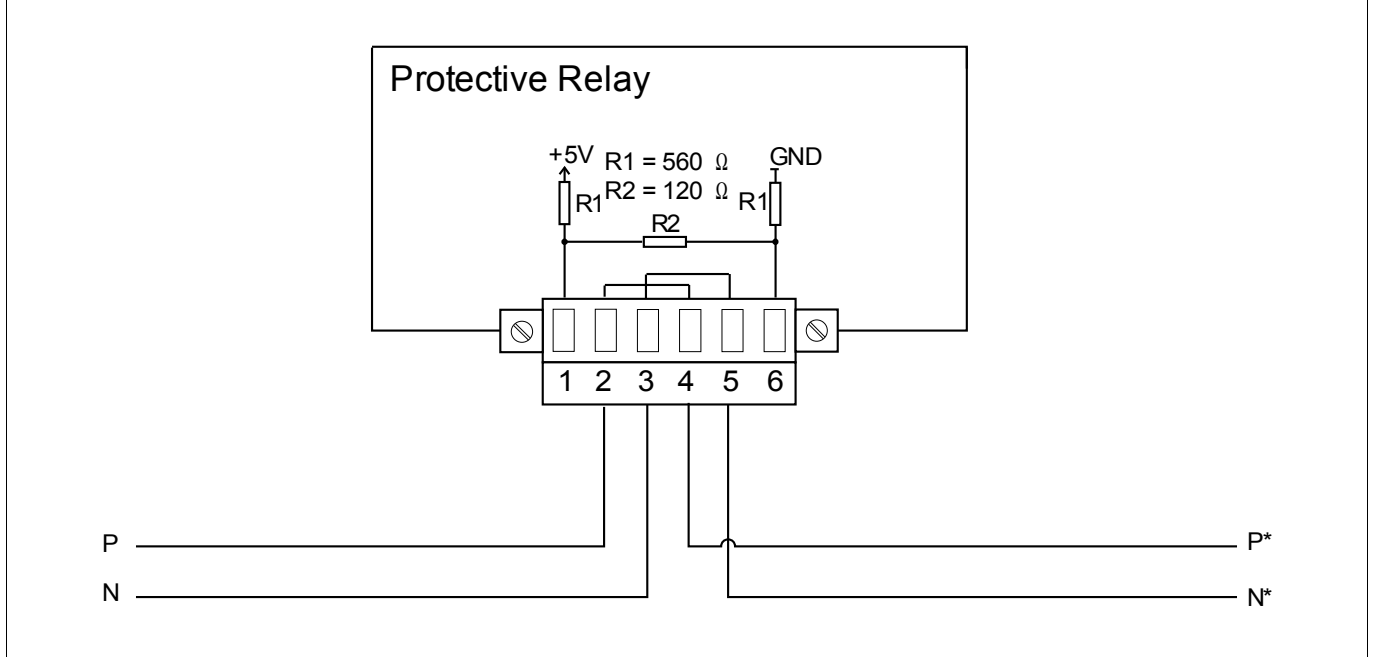 Protective Relay
+5V R1 = 560 Ω GND
R1 R2 = 120 Ω R1
R2
1 2 3 4 5 6
P P*
N N*